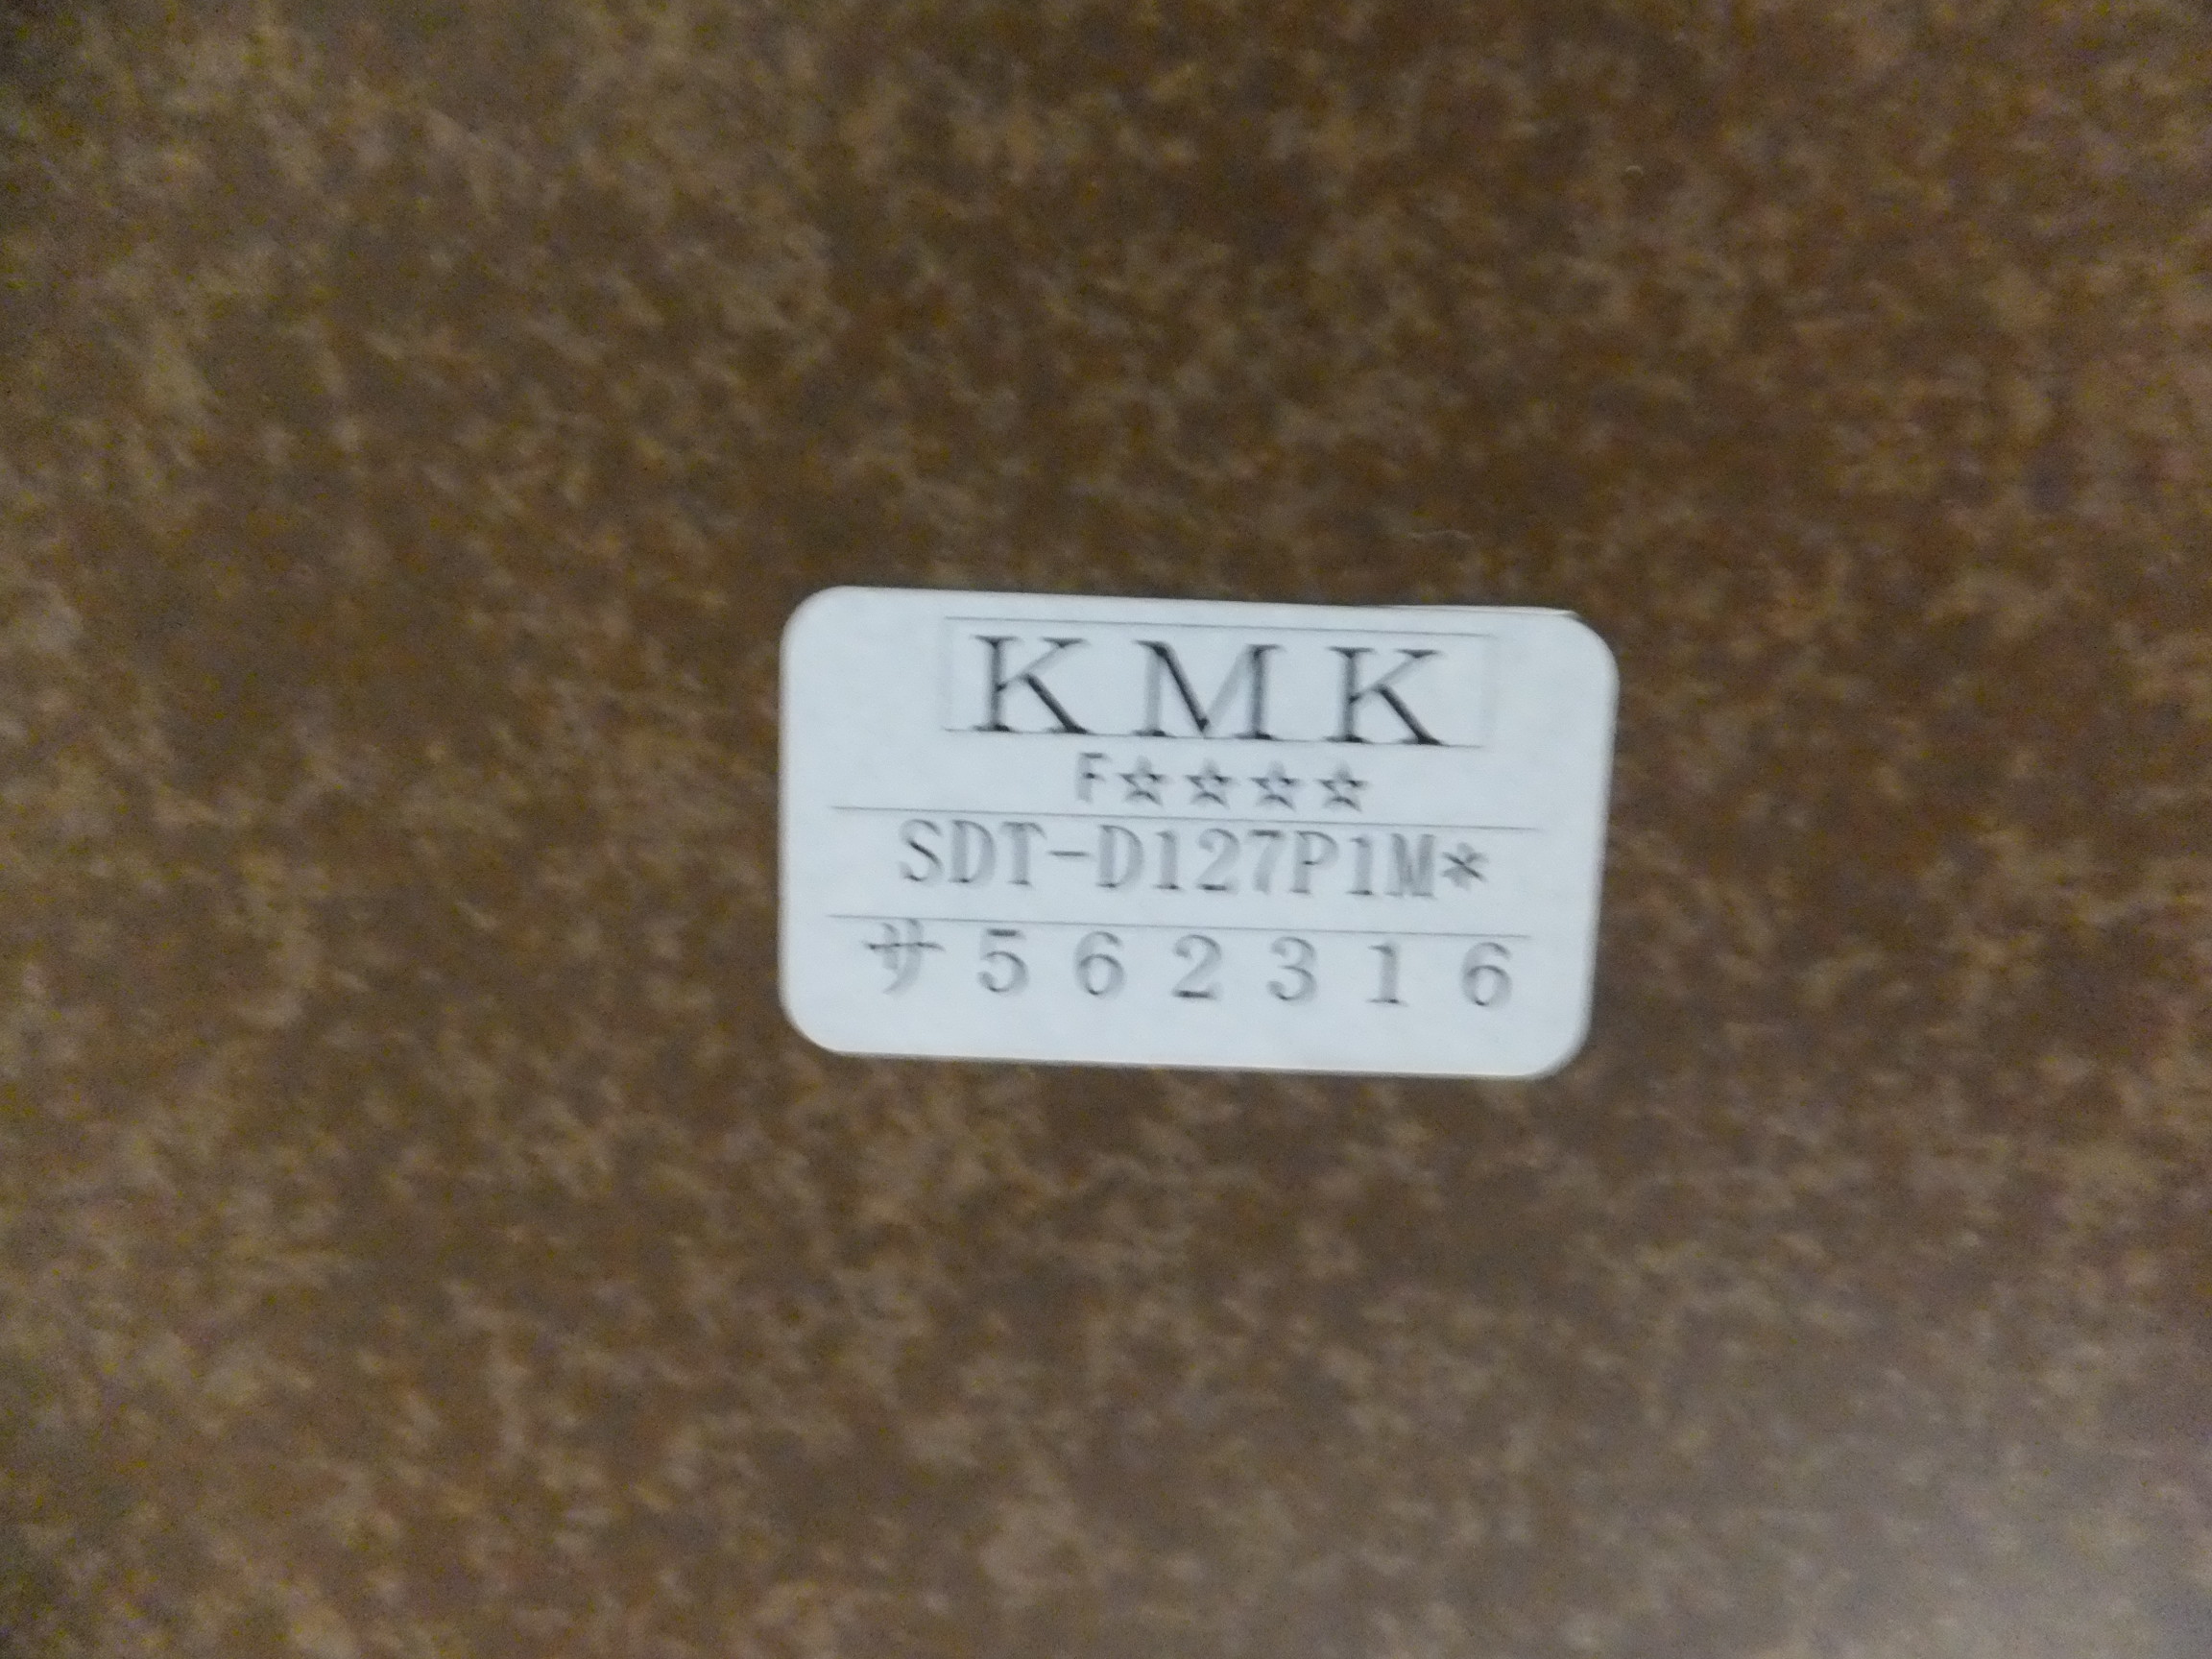 KMK
F☆☆☆☆
SDT-D127P1M*
サ562316